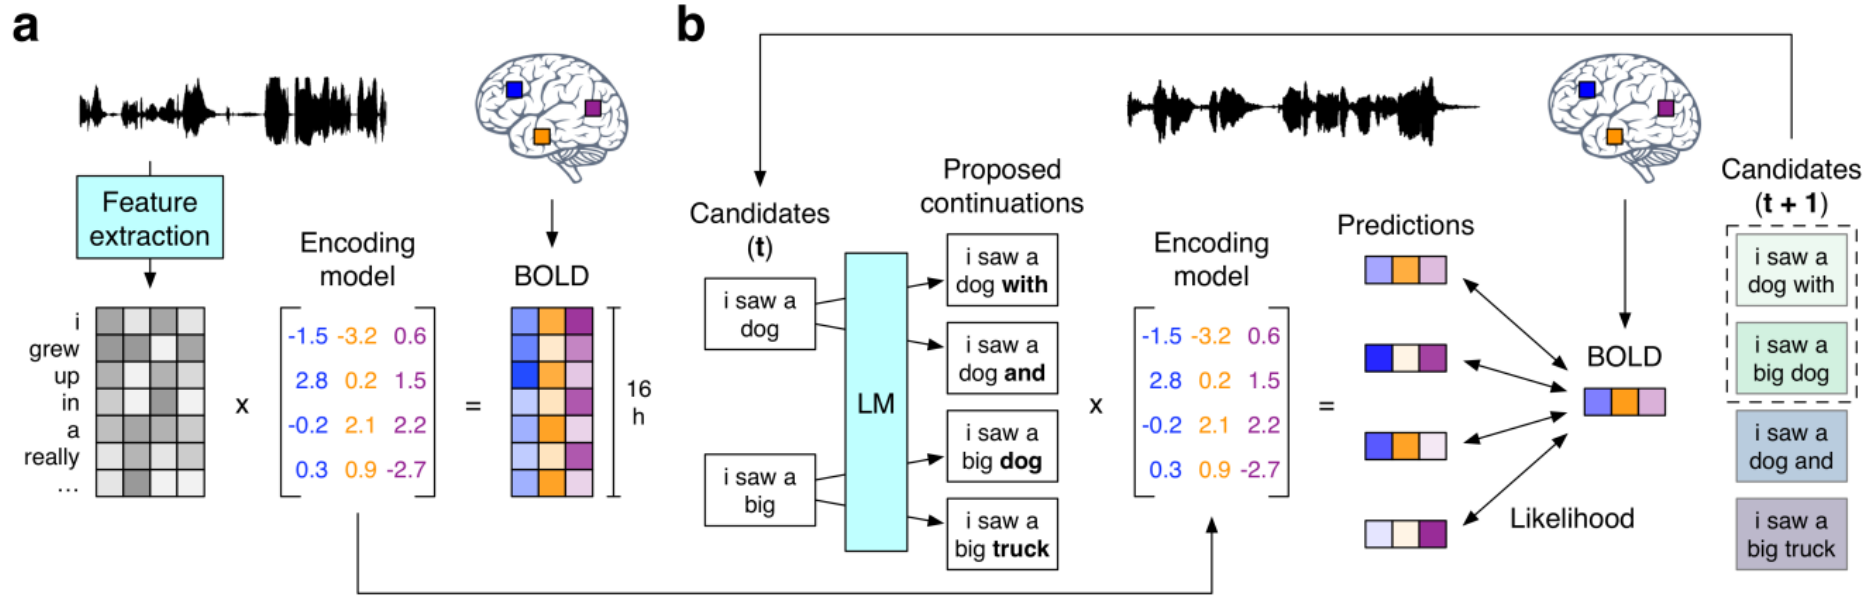 a
Feature
extraction
i
grew
up
in
a
really
...
x
Encoding
model
-1.5 -3.2 0.6
2.8 0.2 1.5
-0.2 2.1 2.2
0.3 0.9 -2.7
=
BOLD
16
h
b
Candidates
(t)
i saw a
dog
i saw a
big
LM
Proposed
continuations
i saw a
dog with
i saw a
dog and
i saw a
big dog
i saw a
big truck
x
Encoding
model
-1.5 -3.2 0.6
2.8 0.2 1.5
-0.2 2.1 2.2
0.3 0.9 -2.7
=
Predictions
Likelihood
BOLD
Candidates
(t + 1)
i saw a
dog with
i saw a
big dog
i saw a
dog and
i saw a
big truck